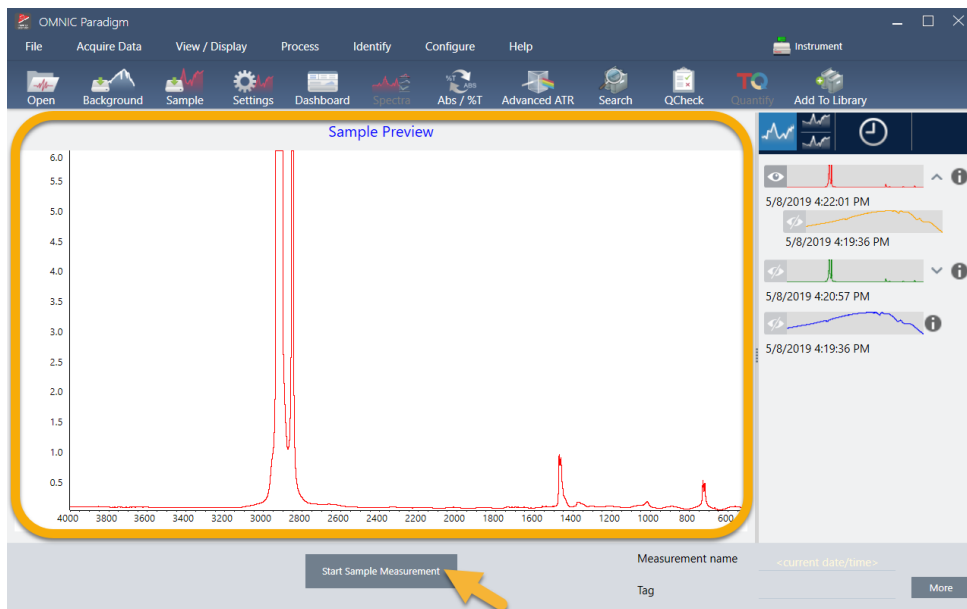 OMNIC Paradigm
File Acquire Data View / Display Process Identify Configure Help Instrument
Open Background Sample Settings Dashboard Spectra Abs / %T Advanced ATR Search QCheck Quantify Add To Library
%T ABS
TQ
Sample Preview
6.0
5.5
5.0
4.5
4.0
3.5
3.0
2.5
2.0
1.5
1.0
0.5
4000 3800 3600 3400 3200 3000 2800 2600 2400 2200 2000 1800 1600 1400 1200 1000 800 600
5/8/2019 4:22:01 PM
5/8/2019 4:19:36 PM
5/8/2019 4:20:57 PM
5/8/2019 4:19:36 PM
Start Sample Measurement
Measurement name <current date/time>
Tag
More